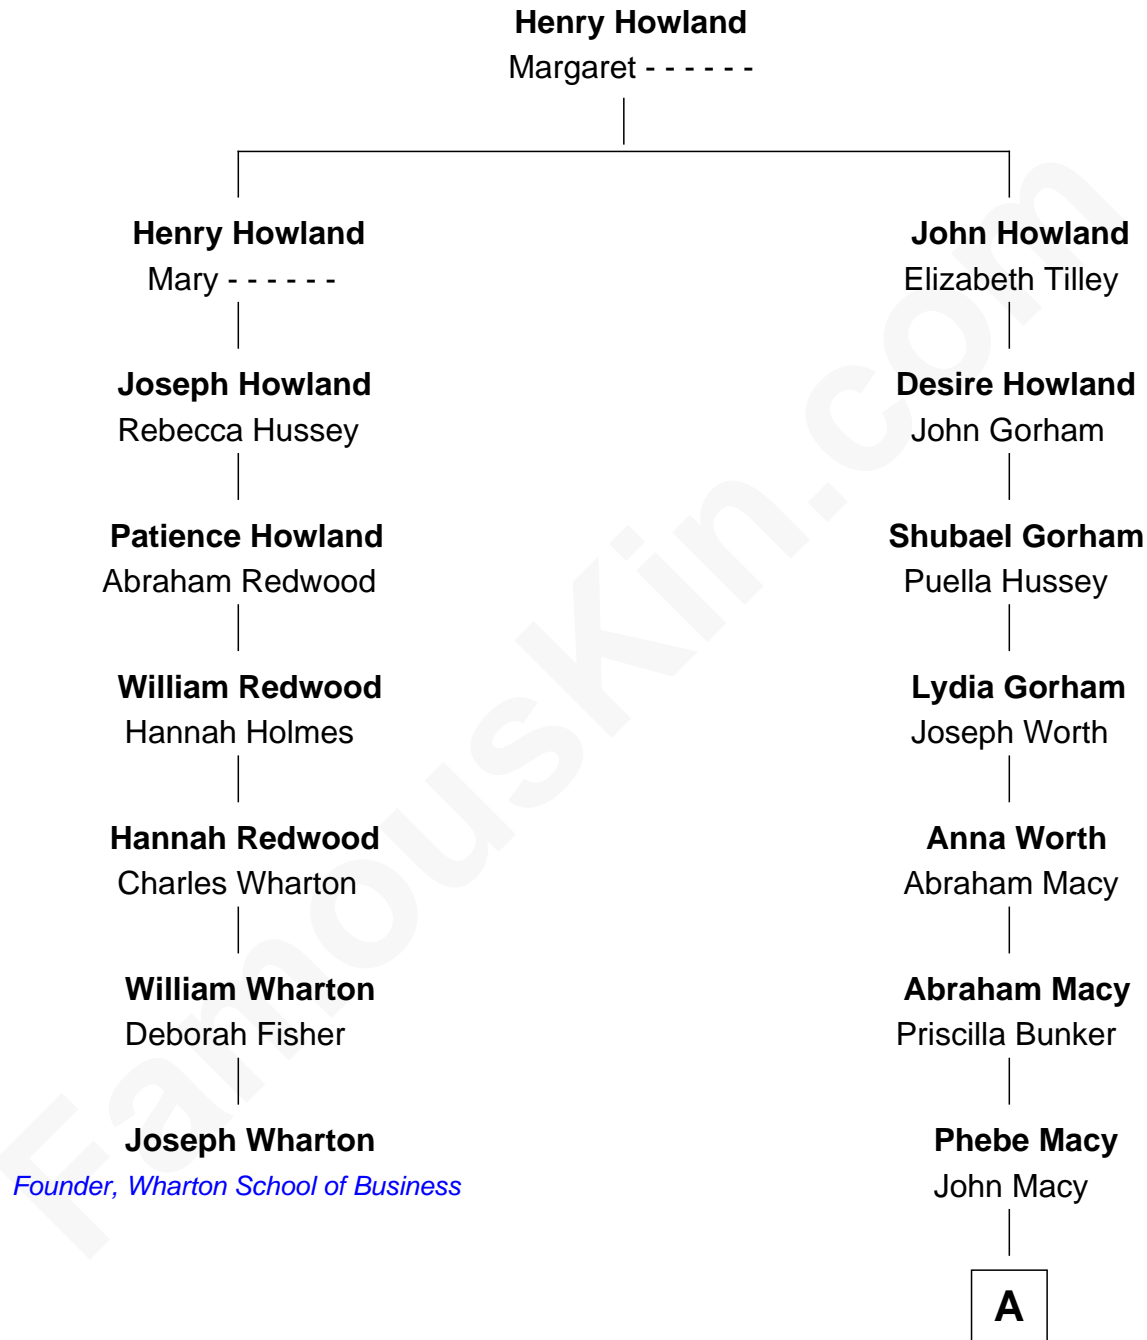 Henry Howland
Margaret - - - - - -
Henry Howland
Mary - - - - - -
John Howland
Elizabeth Tilley
Joseph Howland
Rebecca Hussey
Desire Howland
John Gorham
Patience Howland
Abraham Redwood
Shubael Gorham
Puella Hussey
William Redwood
Hannah Holmes
Lydia Gorham
Joseph Worth
Hannah Redwood
Charles Wharton
Anna Worth
Abraham Macy
William Wharton
Deborah Fisher
Abraham Macy
Priscilla Bunker
Joseph Wharton
Founder, Wharton School of Business
Phebe Macy
John Macy
A
FamousKin.com